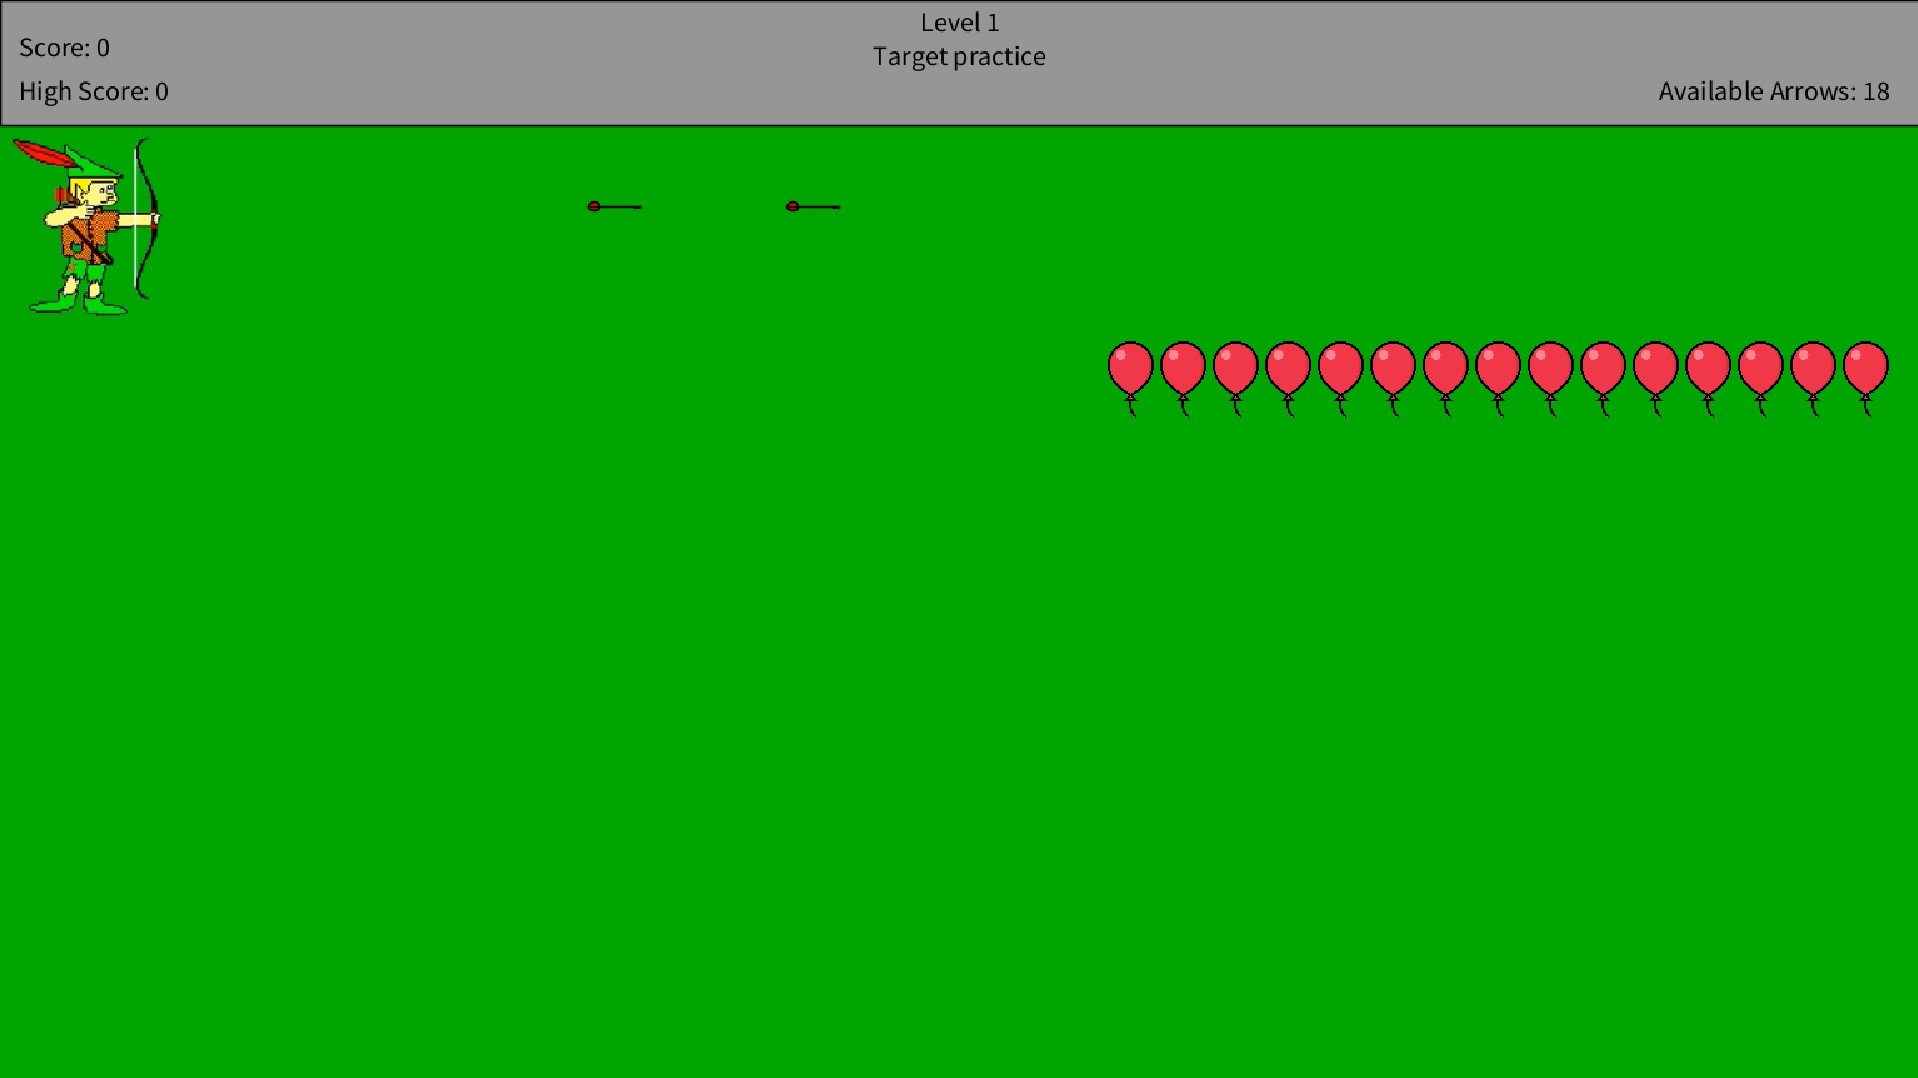 Level 1
Target practice
Score: 0
High Score: 0
Available Arrows: 18